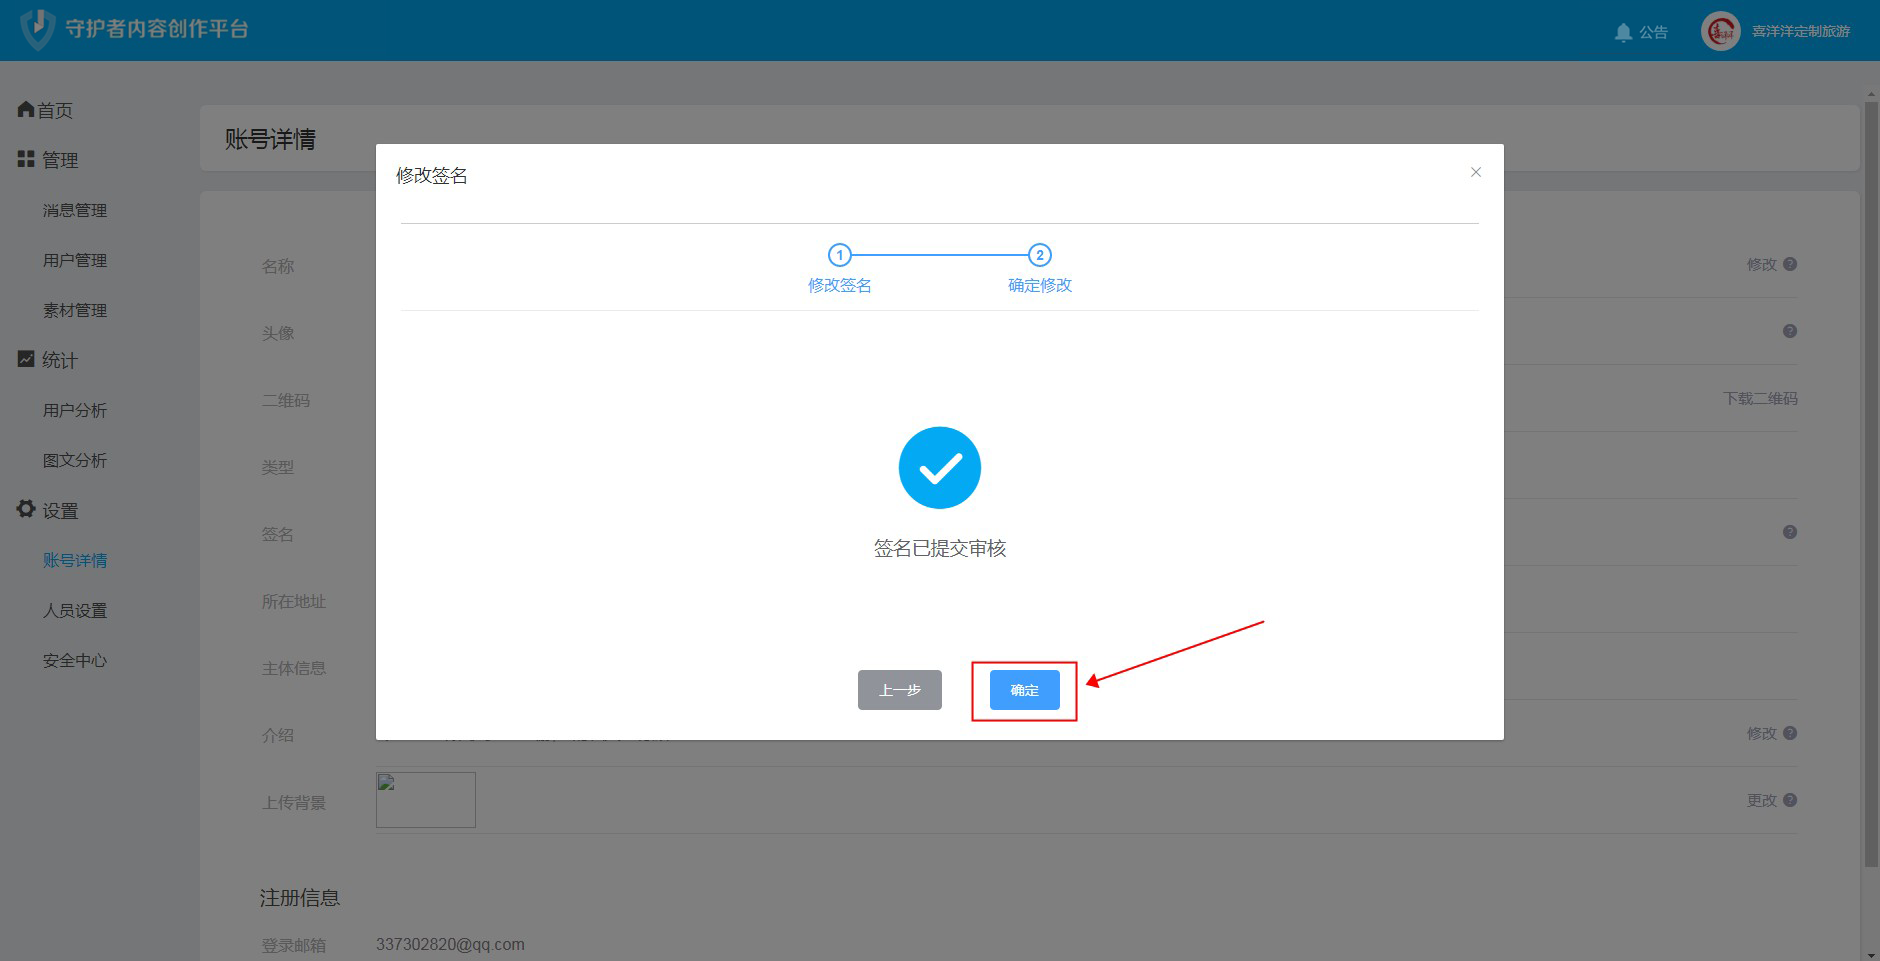 守护者内容创作平台
公告
喜洋洋定制旅游
首页
管理
消息管理
用户管理
素材管理
统计
用户分析
图文分析
设置
账号详情
人员设置
安全中心
账号详情
修改签名
1
2
修改签名
确定修改
签名已提交审核
上一步
确定
名称
修改
头像
二维码
下载二维码
类型
签名
所在地址
主体信息
介绍
修改
上传背景
更改
注册信息
登录邮箱
337302820@qq.com